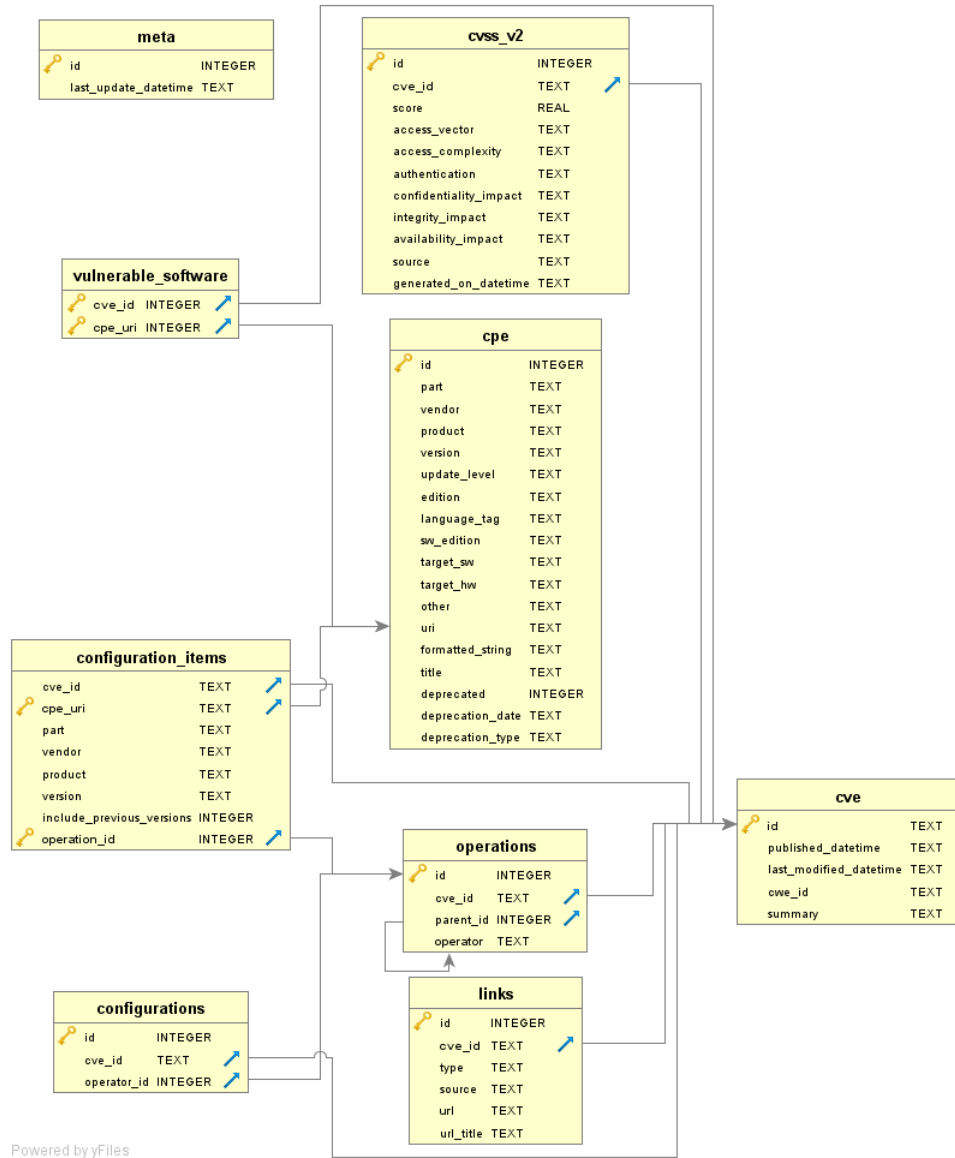 meta
id INTEGER
last_update_datetime TEXT
cvss_v2
id INTEGER
cve_id TEXT
score REAL
access_vector TEXT
access_complexity TEXT
authentication TEXT
confidentiality_impact TEXT
integrity_impact TEXT
availability_impact TEXT
source TEXT
generated_on_datetime TEXT
vulnerable_software
cve_id INTEGER
cpe_uri INTEGER
cpe
id INTEGER
part TEXT
vendor TEXT
product TEXT
version TEXT
update_level TEXT
edition TEXT
language_tag TEXT
sw_edition TEXT
target_sw TEXT
target_hw TEXT
other TEXT
uri TEXT
formatted_string TEXT
title TEXT
deprecated INTEGER
deprecation_date TEXT
deprecation_type TEXT
configuration_items
cve_id TEXT
cpe_uri TEXT
part TEXT
vendor TEXT
product TEXT
version TEXT
include_previous_versions INTEGER
operation_id INTEGER
cve
id TEXT
published_datetime TEXT
last_modified_datetime TEXT
cwe_id TEXT
summary TEXT
operations
id INTEGER
cve_id TEXT
parent_id INTEGER
operator TEXT
configurations
id INTEGER
cve_id TEXT
operator_id INTEGER
links
id INTEGER
cve_id TEXT
type TEXT
source TEXT
url TEXT
url_title TEXT
Powered by yFiles